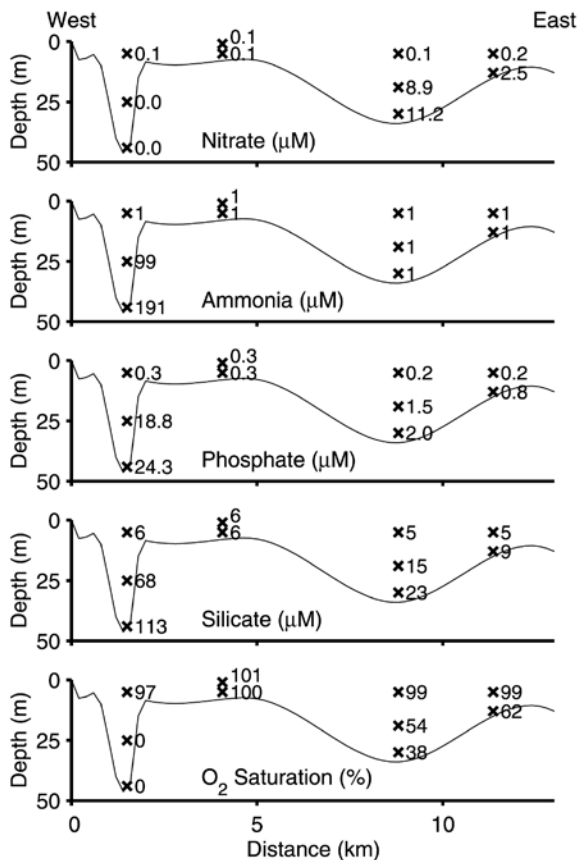 West East
0 0.1 0.1 0.1 0.1 0.2
25 0.0 8.9 2.5
50 0.0 11.2
Depth (m)
Nitrate (μM)
0 1 1 1 1 1
25 99 1 1
50 191 1
Depth (m)
Ammonia (μM)
0 0.3 0.3 0.3 0.2 0.2
25 18.8 1.5 0.8
50 24.3 2.0
Depth (m)
Phosphate (μM)
0 6 6 6 5 5
25 68 15 9
50 113 23
Depth (m)
Silicate (μM)
0 97 101 100 99 99
25 0 54 62
50 0 38
Depth (m)
O2 Saturation (%)
0 5 10
Distance (km)